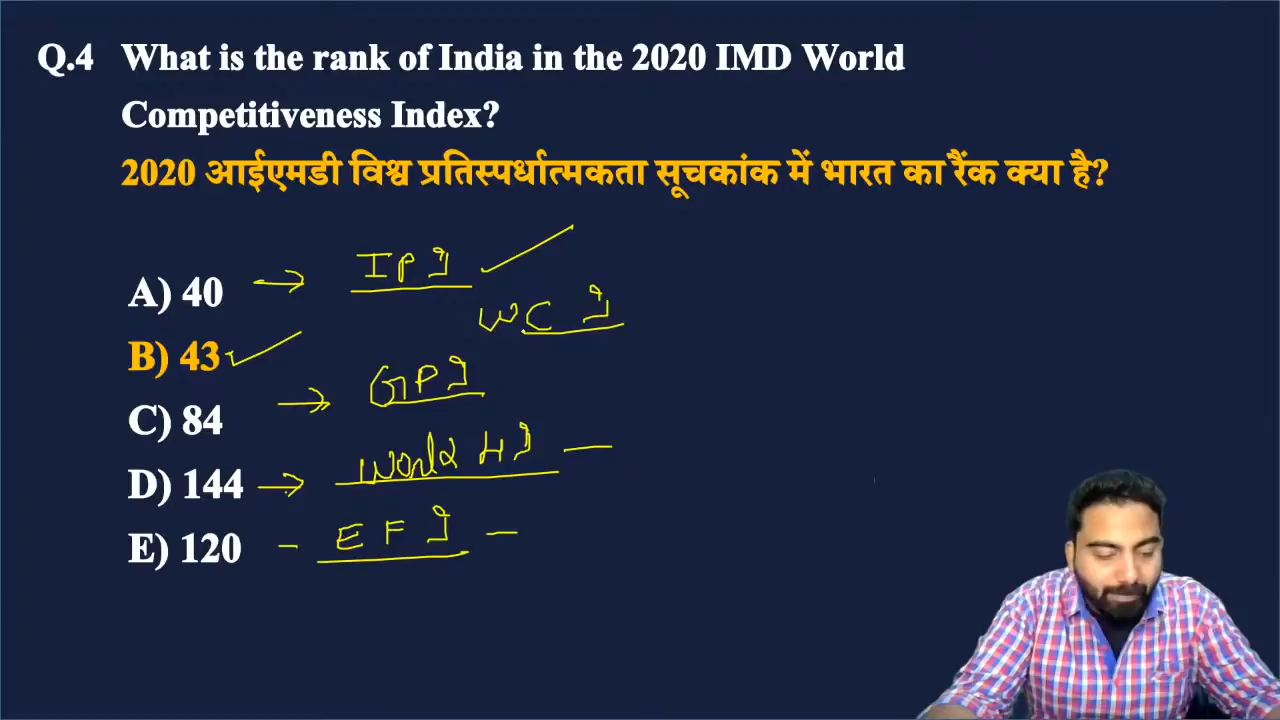 Q.4 What is the rank of India in the 2020 IMD World
Competitiveness Index?
2020 आईएमडी विश्व प्रतिस्पर्धात्मकता सूचकांक में भारत का रैंक क्या है?
A) 40 → IPI ✓
WCI
B) 43 ✓
C) 84 → GPI
D) 144 → World HI —
E) 120 - EFI -